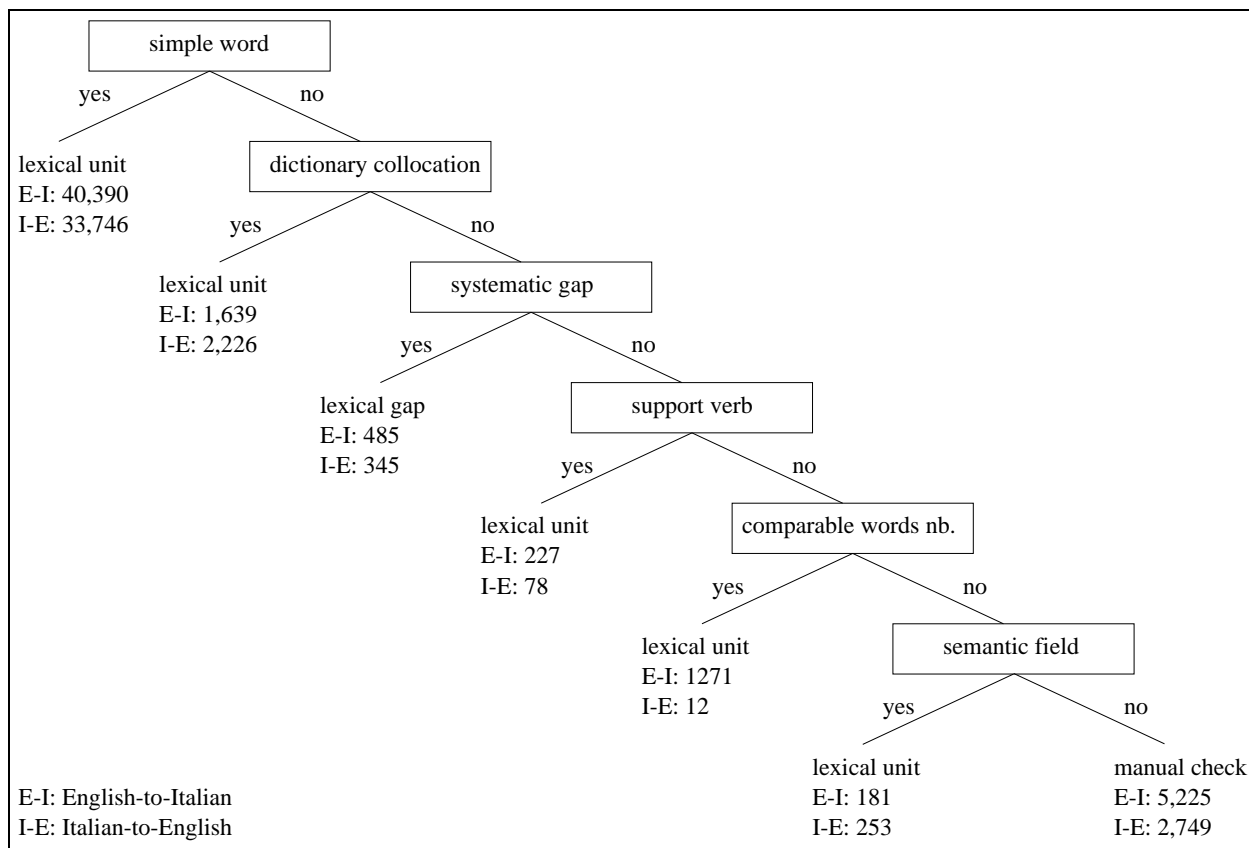 simple word
yes
no
lexical unit
E-I: 40,390
I-E: 33,746
dictionary collocation
yes
no
lexical unit
E-I: 1,639
I-E: 2,226
systematic gap
yes
no
lexical gap
E-I: 485
I-E: 345
support verb
yes
no
lexical unit
E-I: 227
I-E: 78
comparable words nb.
yes
no
lexical unit
E-I: 1271
I-E: 12
semantic field
yes
no
lexical unit
E-I: 181
I-E: 253
manual check
E-I: 5,225
I-E: 2,749
E-I: English-to-Italian
I-E: Italian-to-English